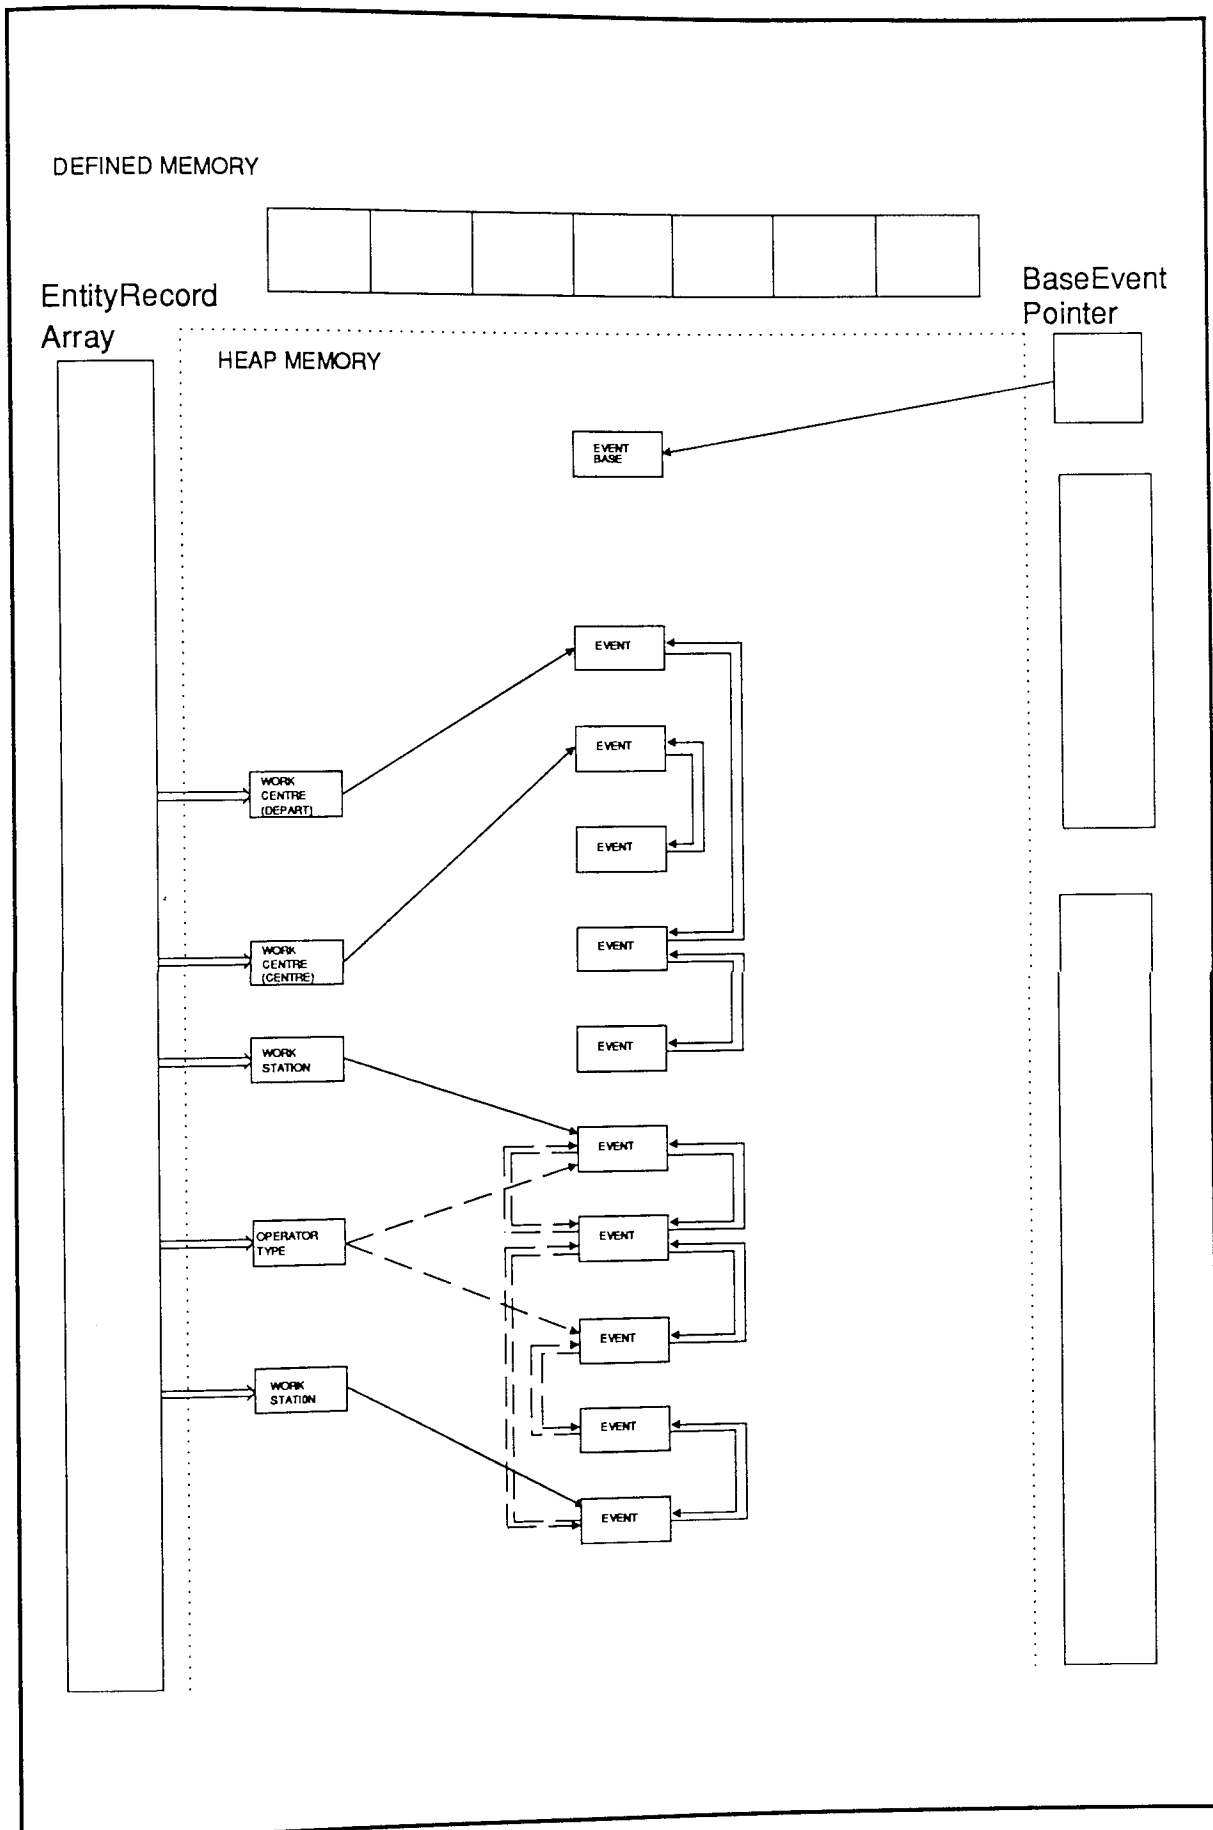 DEFINED MEMORY
EntityRecord
Array
BaseEvent
Pointer
HEAP MEMORY
EVENT
BASE
EVENT
EVENT
WORK
CENTRE
(DEPART)
EVENT
EVENT
WORK
CENTRE
(CENTRE)
EVENT
WORK
STATION
EVENT
OPERATOR
TYPE
EVENT
EVENT
WORK
STATION
EVENT
EVENT